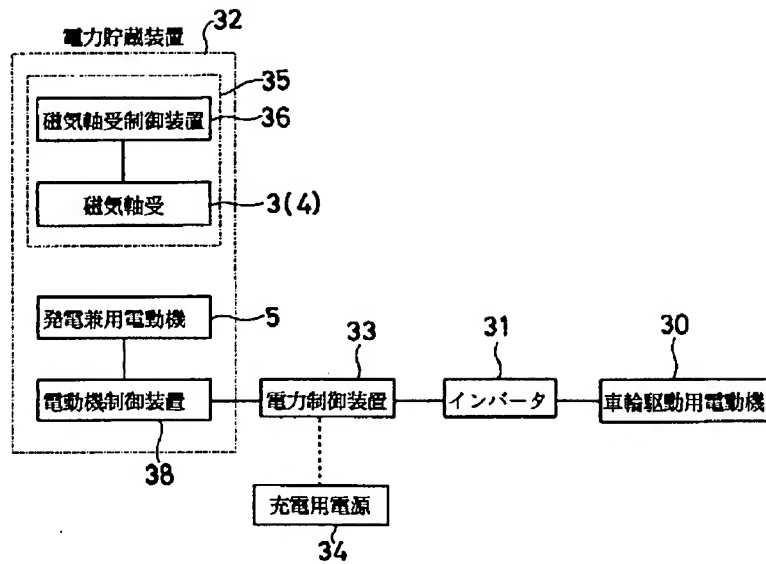 電力貯蔵装置
32
35
磁気軸受制御装置
36
磁気軸受
3(4)
発電兼用電動機
5
33
31
30
電動機制御装置
電力制御装置
インバータ
車輪駆動用電動機
38
充電用電源
34